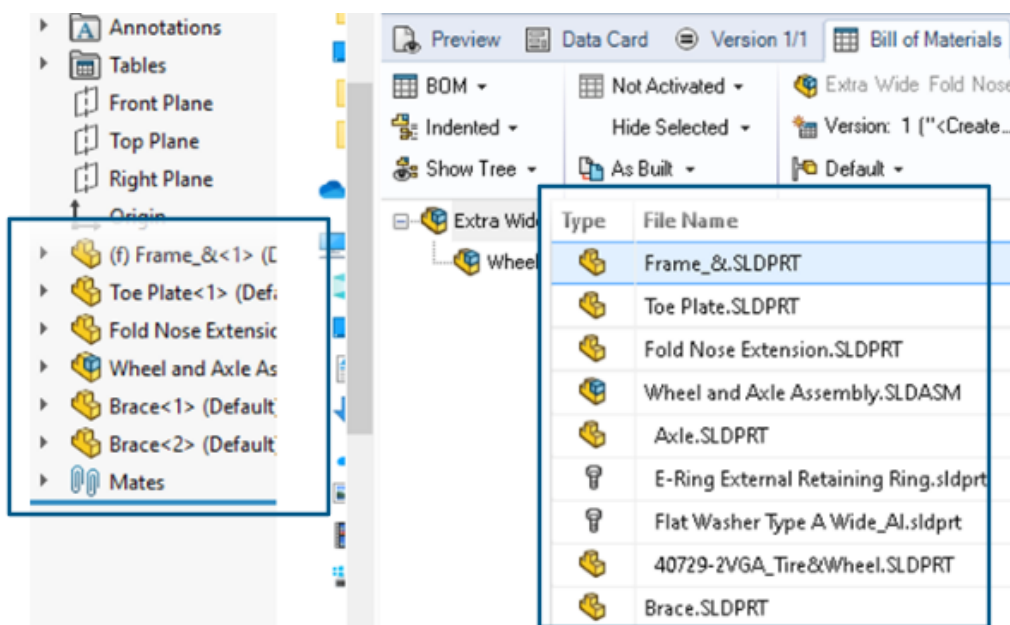 Annotations
Tables
Front Plane
Top Plane
Right Plane
Origin
(f) Frame_&<1> (D
Toe Plate<1> (Defa
Fold Nose Extensio
Wheel and Axle As
Brace<1> (Default)
Brace<2> (Default)
Mates
Preview Data Card Version 1/1 Bill of Materials
BOM Not Activated Extra Wide Fold Nose
Indented Hide Selected Version: 1 ("<Create...
Show Tree As Built Default
Extra Wid
Wheel
Type File Name
Frame_&.SLDPRT
Toe Plate.SLDPRT
Fold Nose Extension.SLDPRT
Wheel and Axle Assembly.SLDASM
Axle.SLDPRT
E-Ring External Retaining Ring.sldprt
Flat Washer Type A Wide_AI.sldprt
40729-2VGA_Tire&Wheel.SLDPRT
Brace.SLDPRT